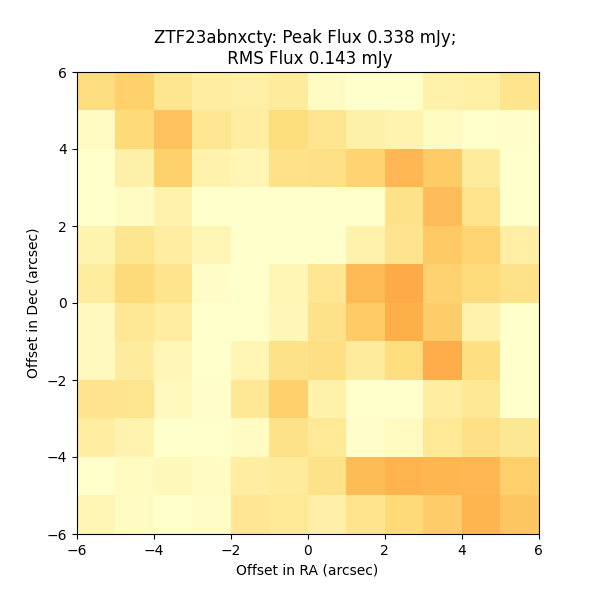 ZTF23abnxcty: Peak Flux 0.338 mJy;
RMS Flux 0.143 mJy
6
4
2
0
−2
−4
−6
Offset in Dec (arcsec)
−6 −4 −2 0 2 4 6
Offset in RA (arcsec)